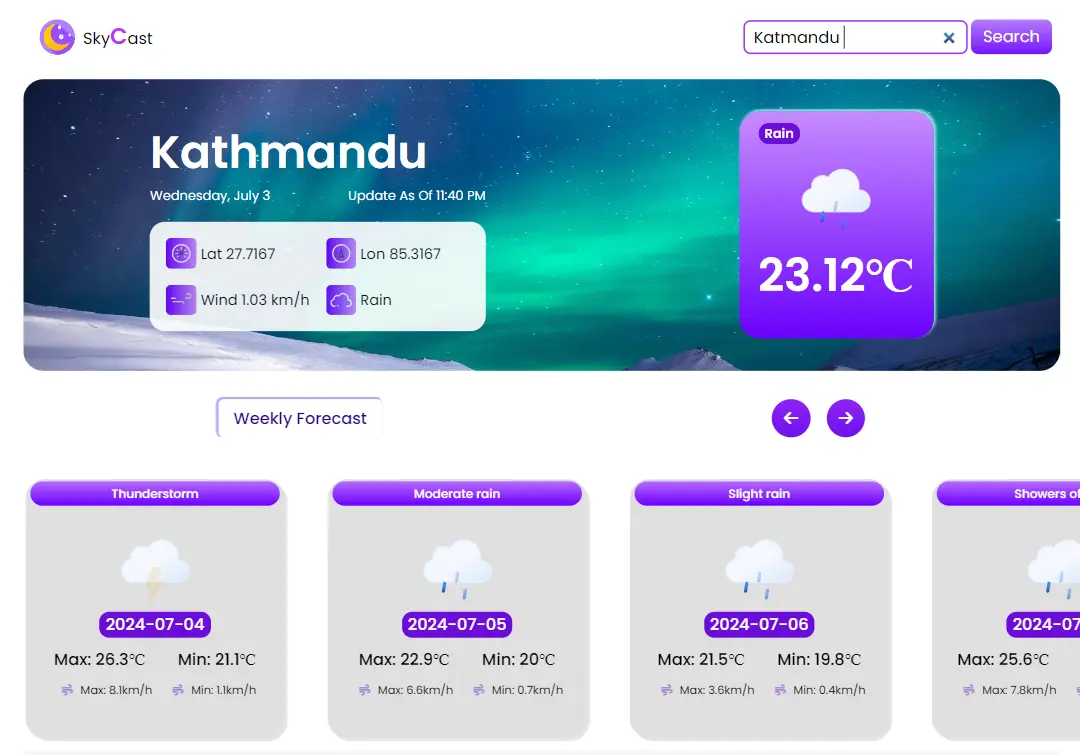 SkyCast
Katmandu
Search
Kathmandu
Wednesday, July 3
Update As Of 11:40 PM
Lat 27.7167
Lon 85.3167
Wind 1.03 km/h
Rain
Rain
23.12°C
Weekly Forecast
Thunderstorm
2024-07-04
Max: 26.3°C Min: 21.1°C
Max: 8.1km/h Min: 1.1km/h
Moderate rain
2024-07-05
Max: 22.9°C Min: 20°C
Max: 6.6km/h Min: 0.7km/h
Slight rain
2024-07-06
Max: 21.5°C Min: 19.8°C
Max: 3.6km/h Min: 0.4km/h
Showers of
2024-07
Max: 25.6°C
Max: 7.8km/h